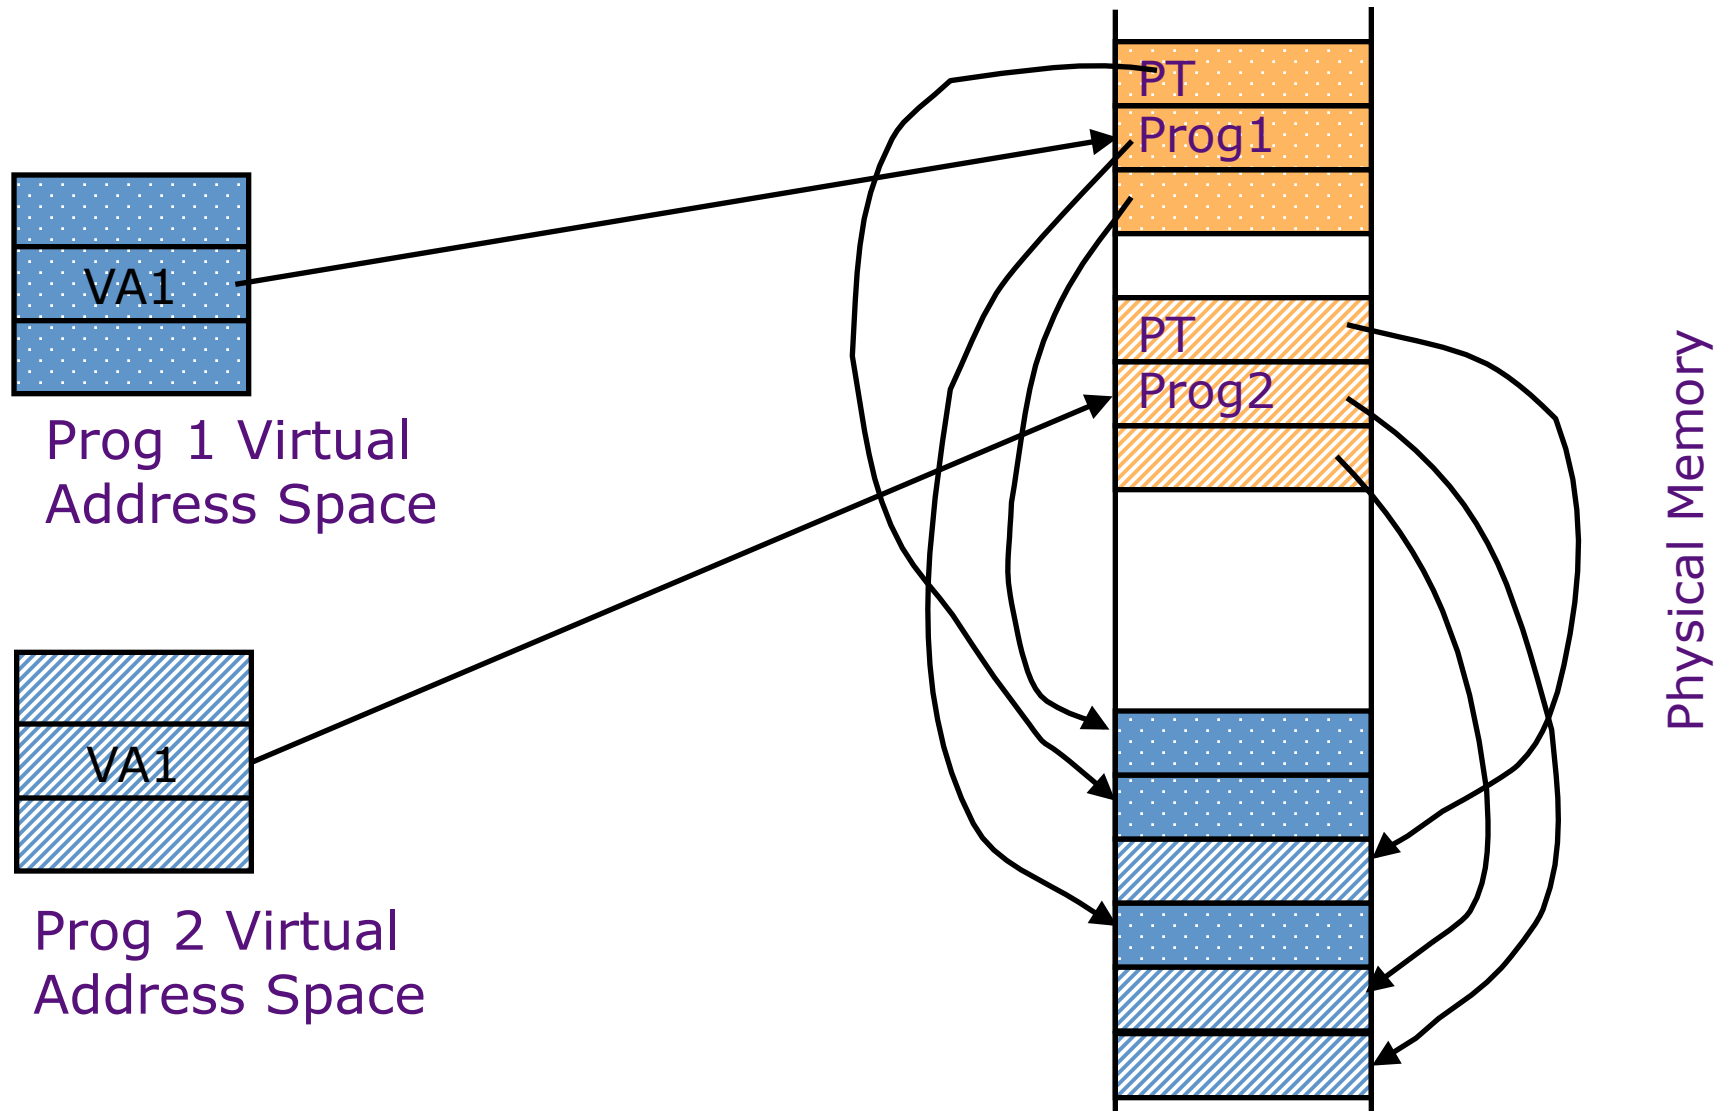 PT
Prog1
VA1
PT
Prog2
Prog 1 Virtual
Address Space
Physical Memory
VA1
Prog 2 Virtual
Address Space